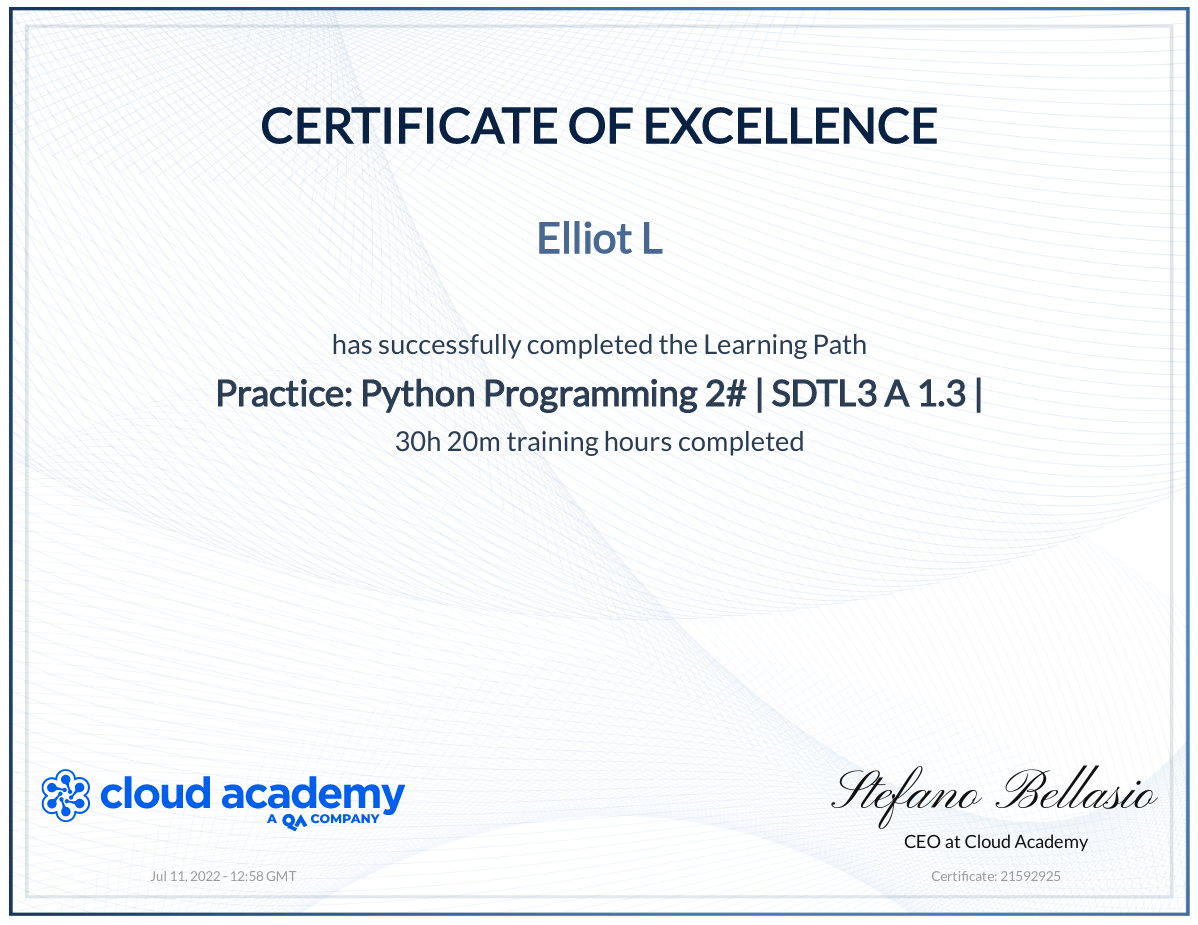 CERTIFICATE OF EXCELLENCE
Elliot L
has successfully completed the Learning Path
Practice: Python Programming 2# | SDTL3 A 1.3 |
30h 20m training hours completed
cloud academy
A QA COMPANY
Stefano Bellasio
CEO at Cloud Academy
Jul 11, 2022 - 12:58 GMT
Certificate: 21592925